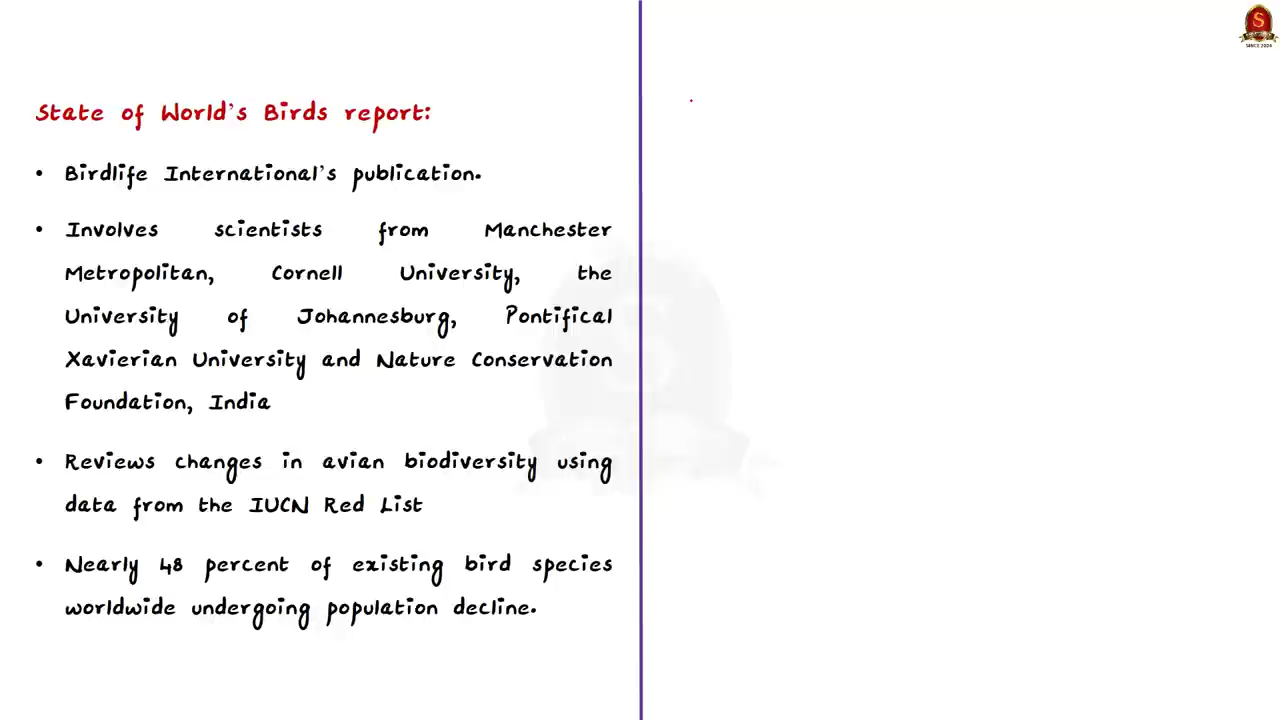 State of World's Birds report:
• Birdlife International's publication.
• Involves scientists from Manchester
Metropolitan, Cornell University, the
University of Johannesburg, Pontifical
Xavierian University and Nature Conservation
Foundation, India
• Reviews changes in avian biodiversity using
data from the IUCN Red List
• Nearly 48 percent of existing bird species
worldwide undergoing population decline.
S
SINCE 2004